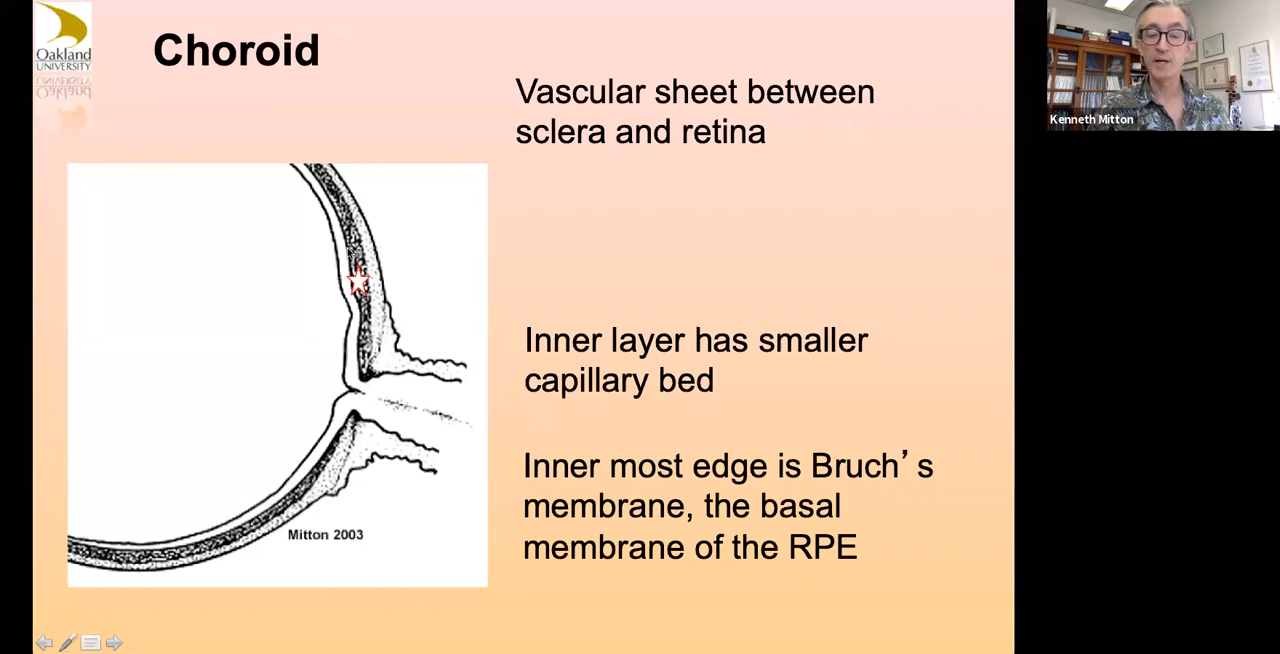 Oakland
UNIVERSITY
Choroid
Vascular sheet between
sclera and retina
Inner layer has smaller
capillary bed
Inner most edge is Bruch’s
membrane, the basal
membrane of the RPE
Mitton 2003
Kenneth Mitton